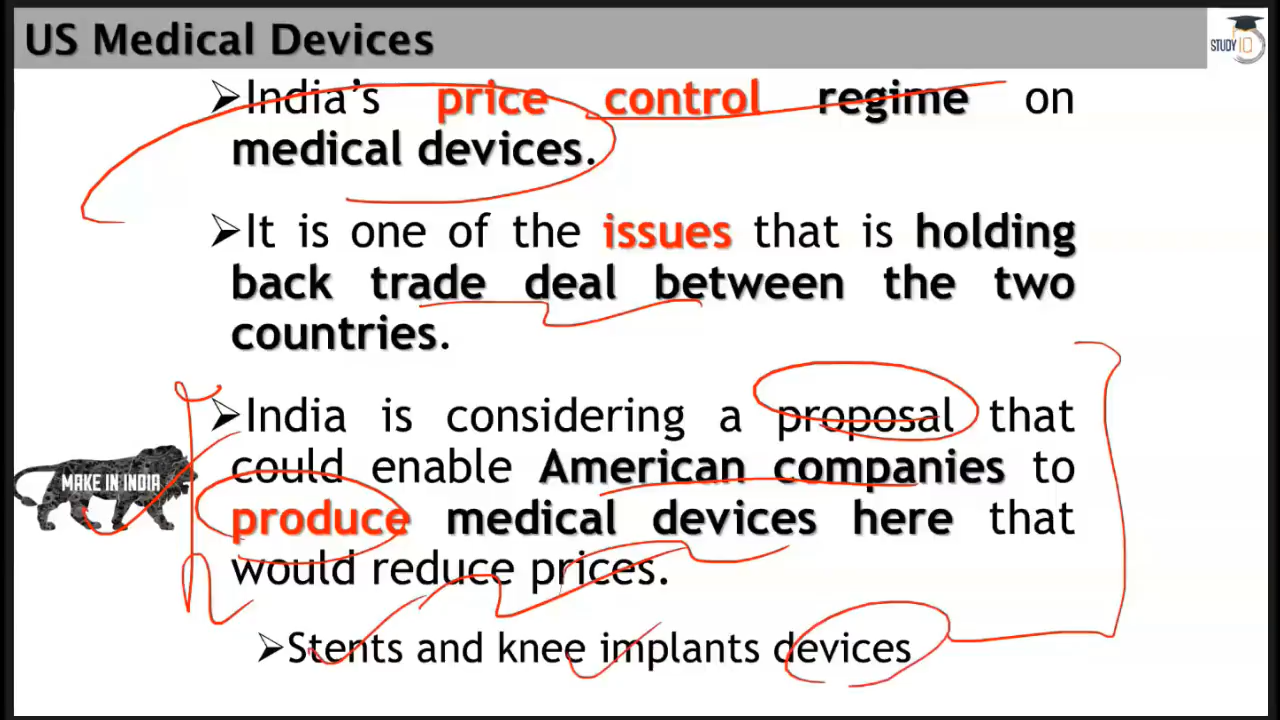 US Medical Devices
STUDY IQ
➢India's price control regime on
medical devices.
➢It is one of the issues that is holding
back trade deal between the two
countries.
➢India is considering a proposal that
could enable American companies to
MAKE IN INDIA
produce medical devices here that
would reduce prices.
➢Stents and knee implants devices